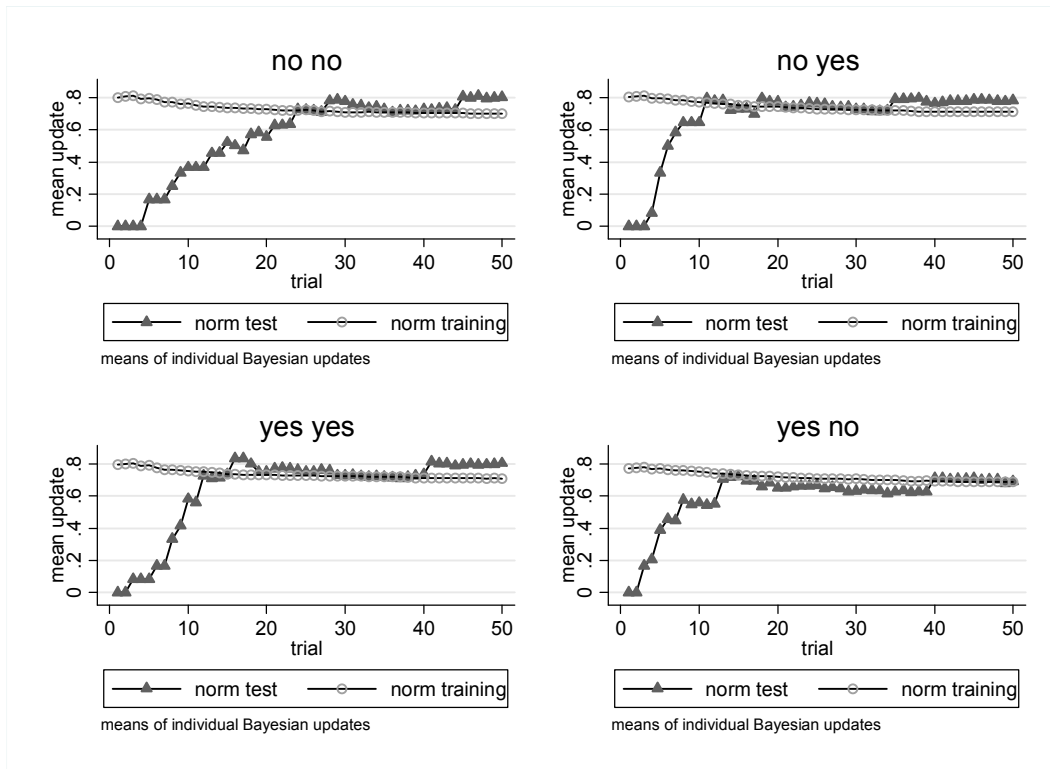 no no
mean update
0 .2 .4 .6 .8
0 10 20 30 40 50
trial
norm test norm training
means of individual Bayesian updates
no yes
mean update
0 .2 .4 .6 .8
0 10 20 30 40 50
trial
norm test norm training
means of individual Bayesian updates
yes yes
mean update
0 .2 .4 .6 .8
0 10 20 30 40 50
trial
norm test norm training
means of individual Bayesian updates
yes no
mean update
0 .2 .4 .6 .8
0 10 20 30 40 50
trial
norm test norm training
means of individual Bayesian updates